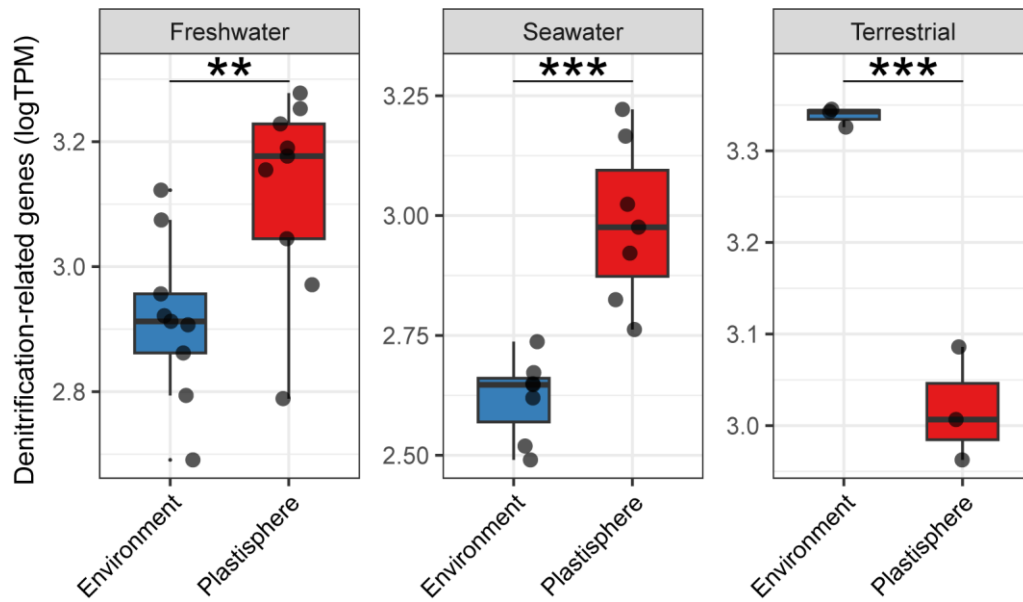 Denitrification-related genes (logTPM)
Freshwater
**
3.2
3.0
2.8
Environment
Plastisphere
Seawater
***
3.25
3.00
2.75
2.50
Environment
Plastisphere
Terrestrial
***
3.3
3.2
3.1
3.0
Environment
Plastisphere